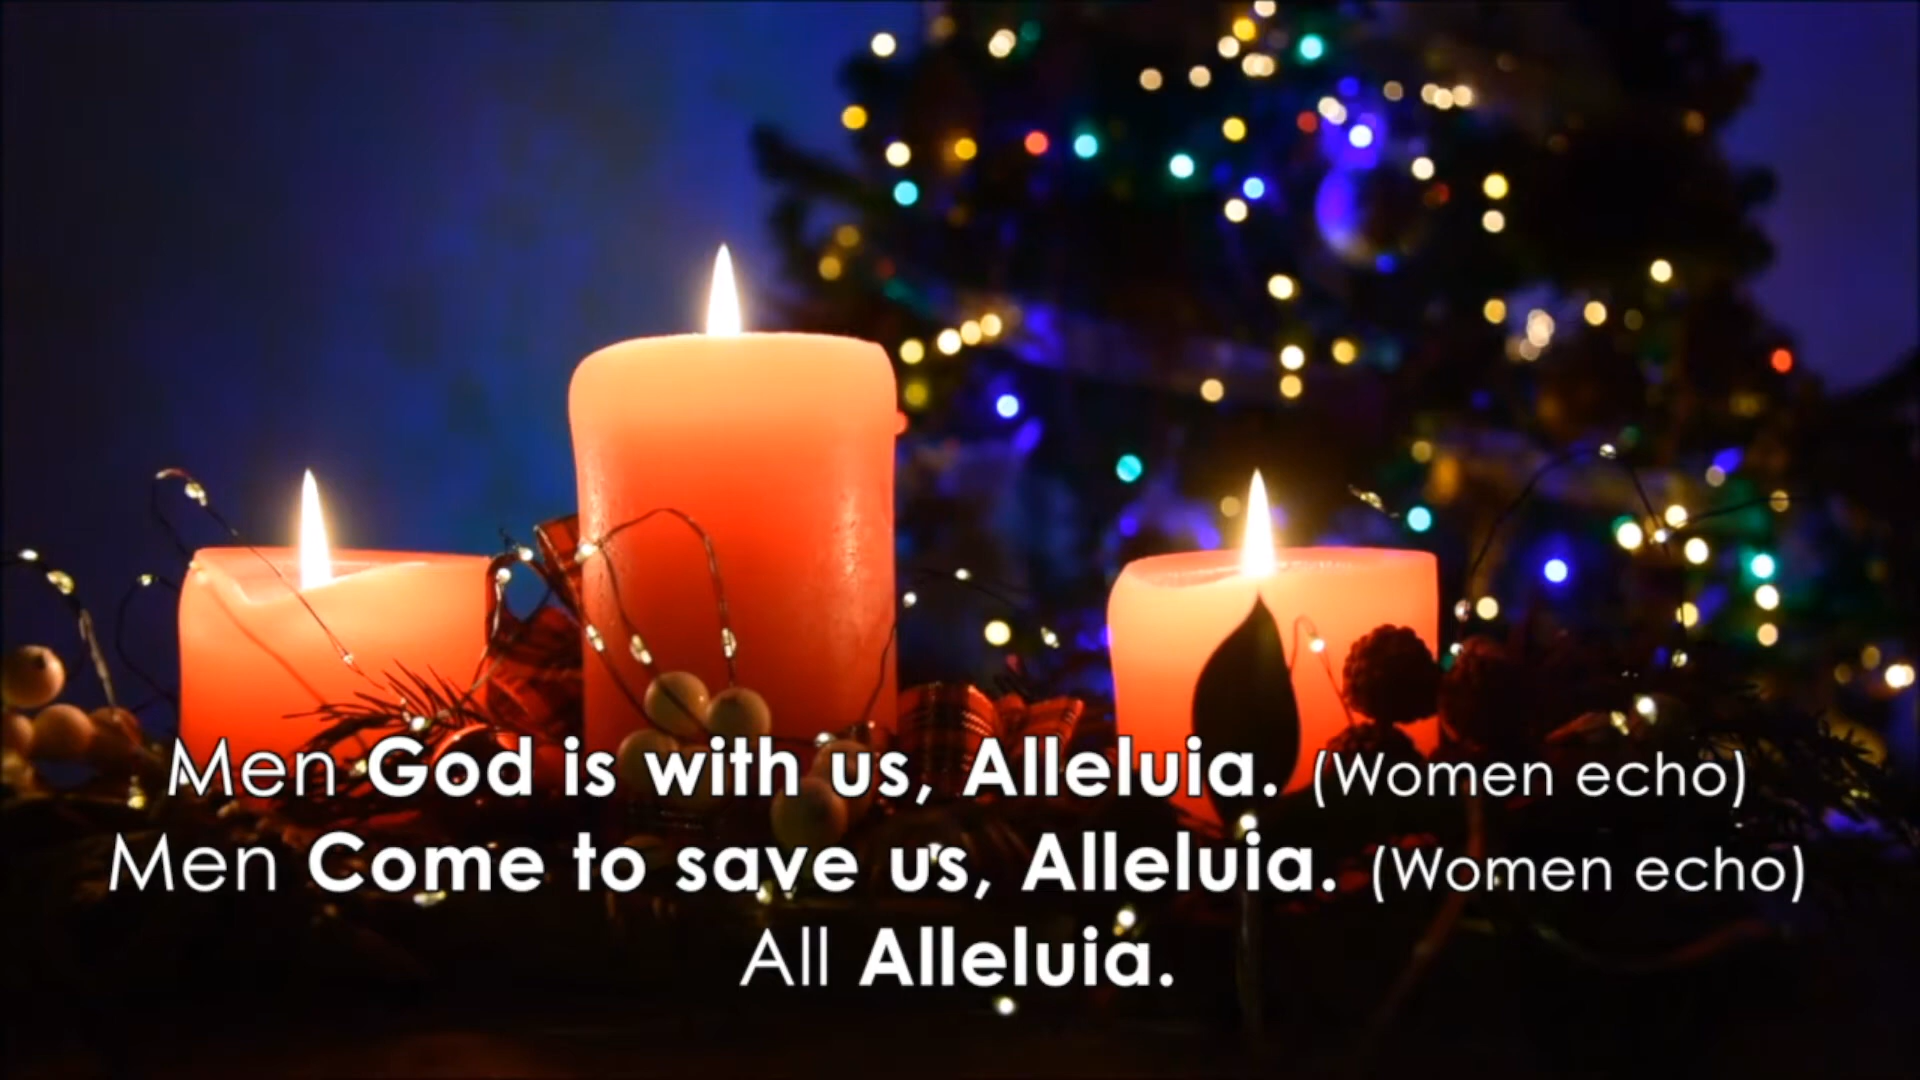 Men God is with us, Alleluia. (Women echo)
Men Come to save us, Alleluia. (Women echo)
All Alleluia.